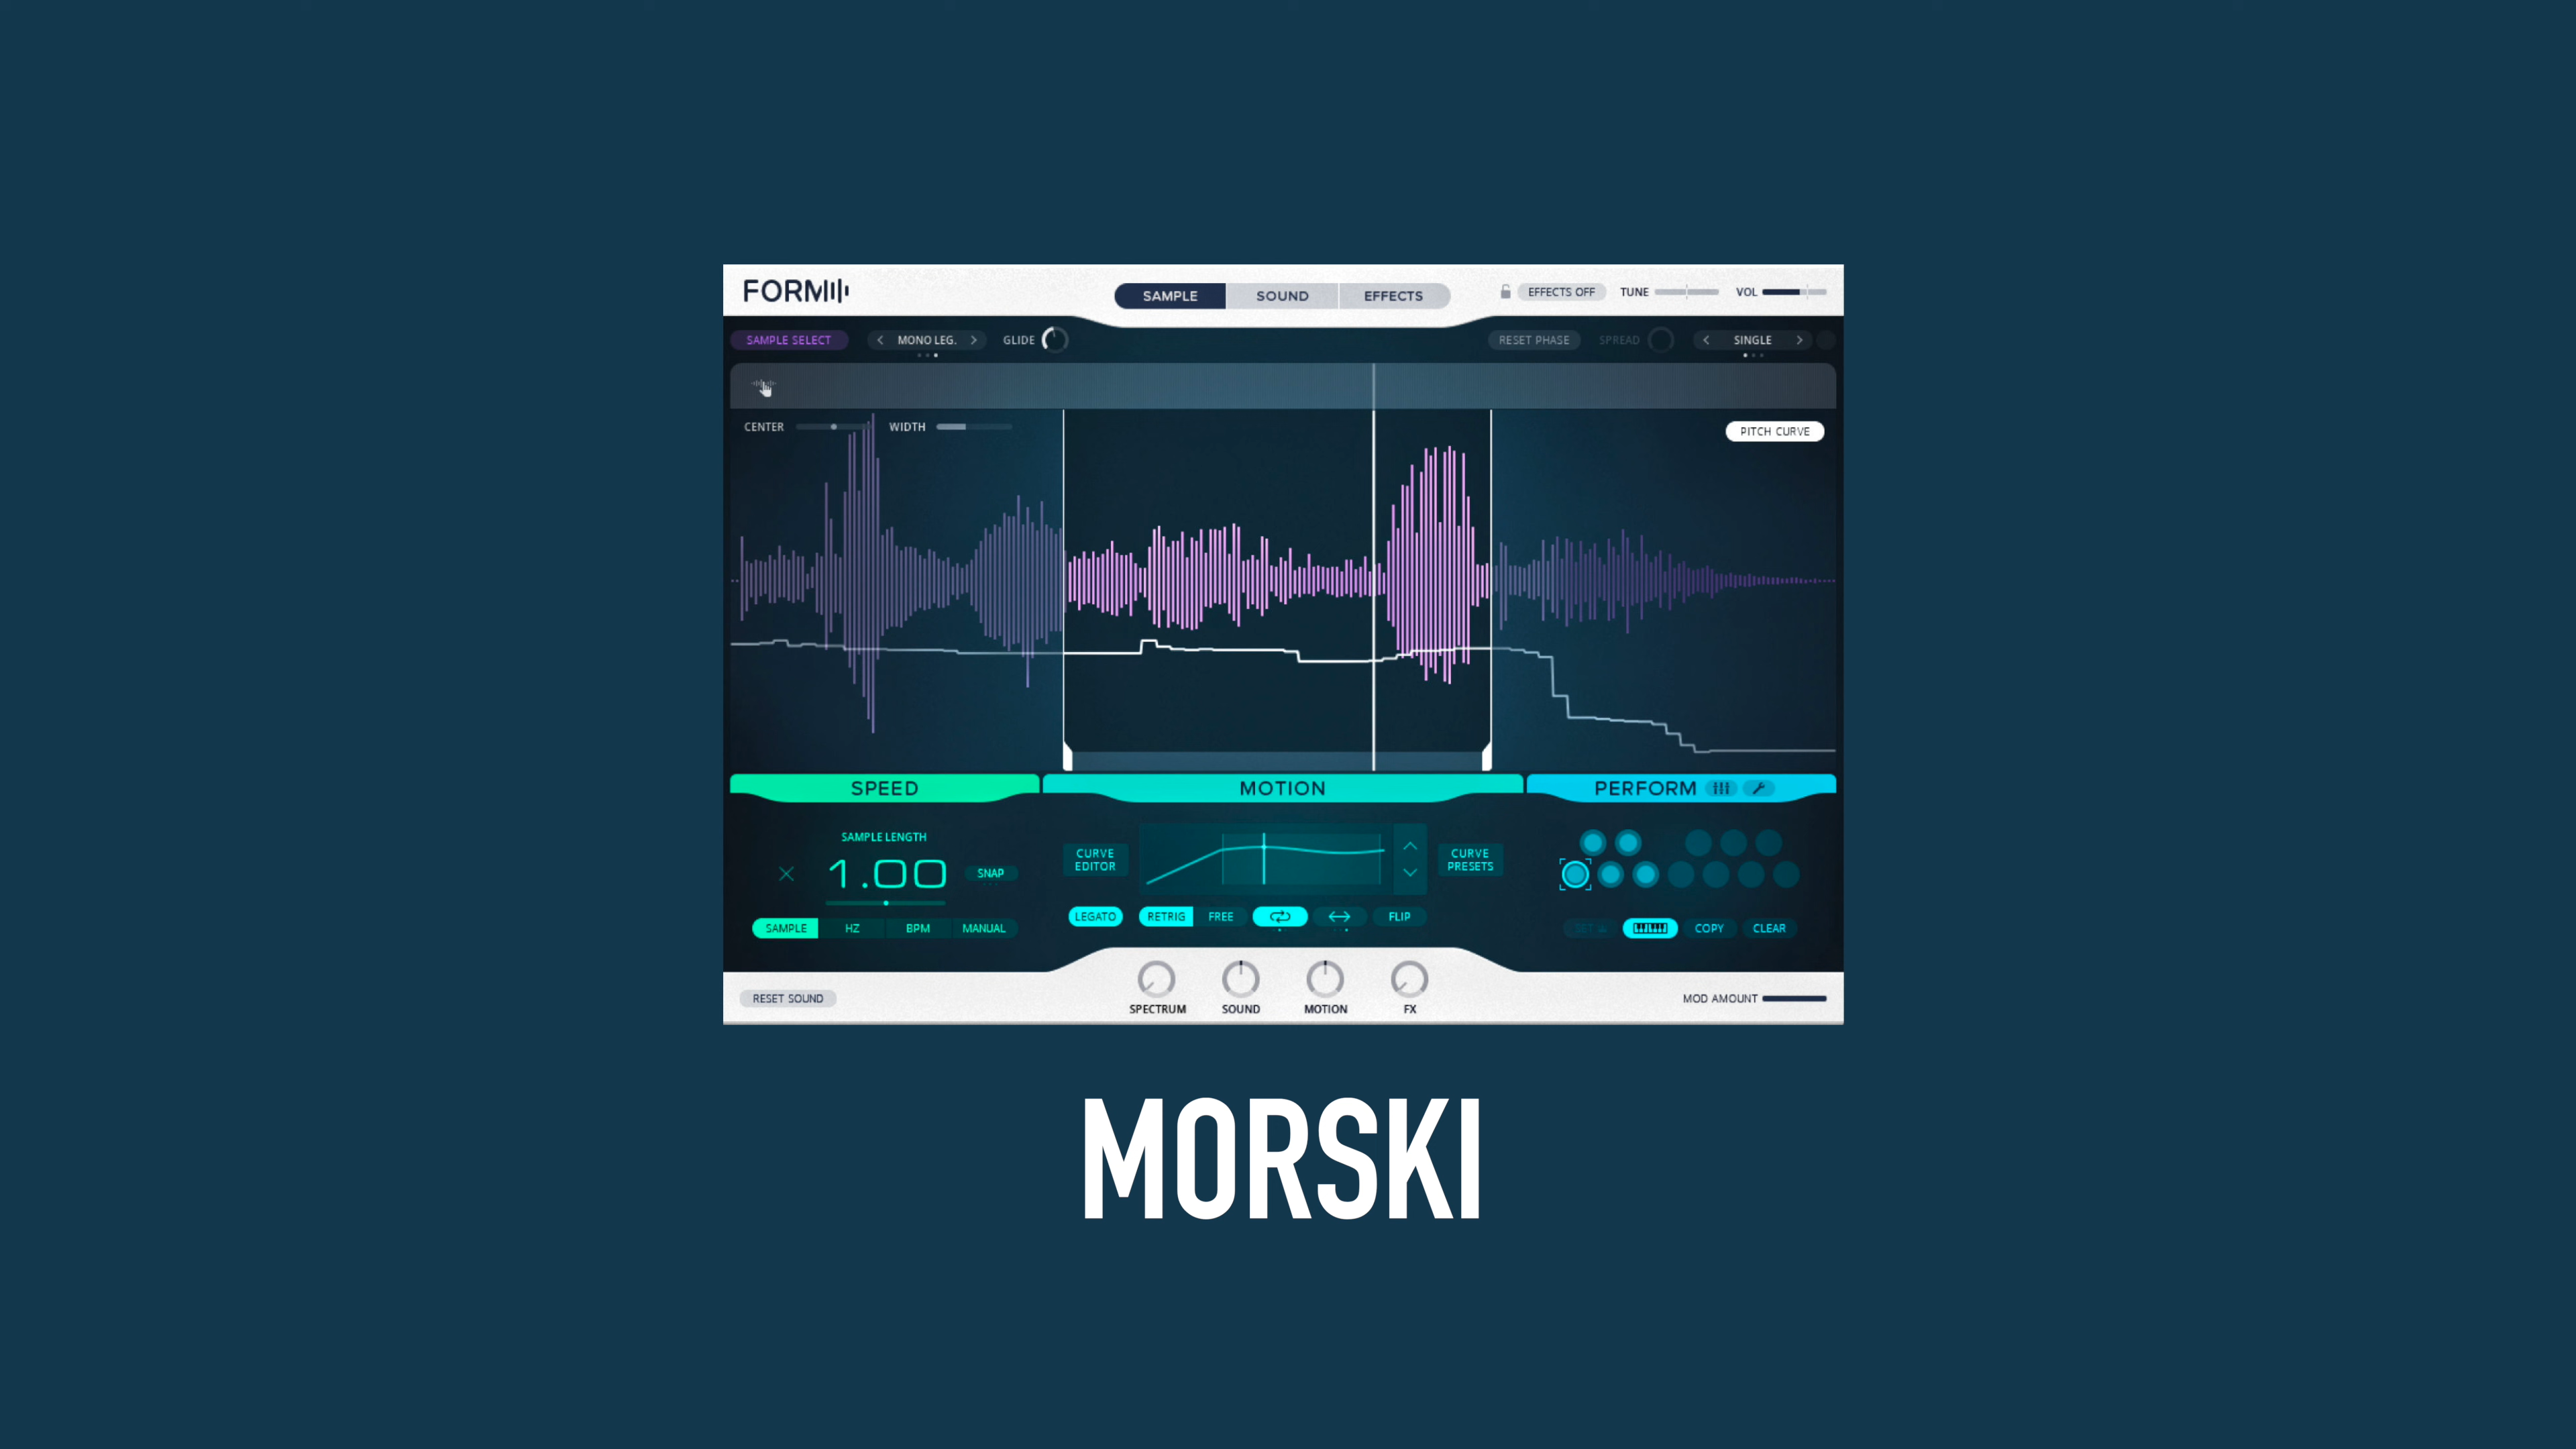 FORM
SAMPLE
SOUND
EFFECTS
EFFECTS OFF
TUNE
VOL
SAMPLE SELECT
MONO LEG.
GLIDE
RESET PHASE
SPREAD
SINGLE
CENTER
WIDTH
PITCH CURVE
SPEED
MOTION
PERFORM
SAMPLE LENGTH
1.00
SNAP
SAMPLE
HZ
BPM
MANUAL
CURVE
EDITOR
CURVE
PRESETS
LEGATO
RETRIG
FREE
FLIP
COPY
CLEAR
RESET SOUND
SPECTRUM
SOUND
MOTION
FX
MOD AMOUNT
MORSKI